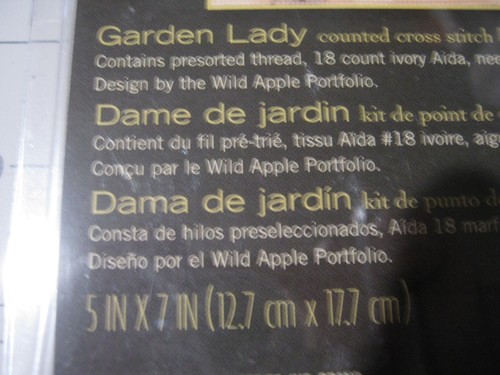 Garden Lady counted cross stitch
Contains presorted thread, 18 count ivory Aida,
Design by the Wild Apple Portfolio.
Dame de jardin kit de point de
Contient du fil pré-trié, tissu Aïda #18 ivoire,
Conçu par le Wild Apple Portfolio.
Dama de jardín kit de punto
Consta de hilos preseleccionados, Aída 18
Diseño por el Wild Apple Portfolio.
5 IN X 7 IN (12.7 cm x 17.7 cm)